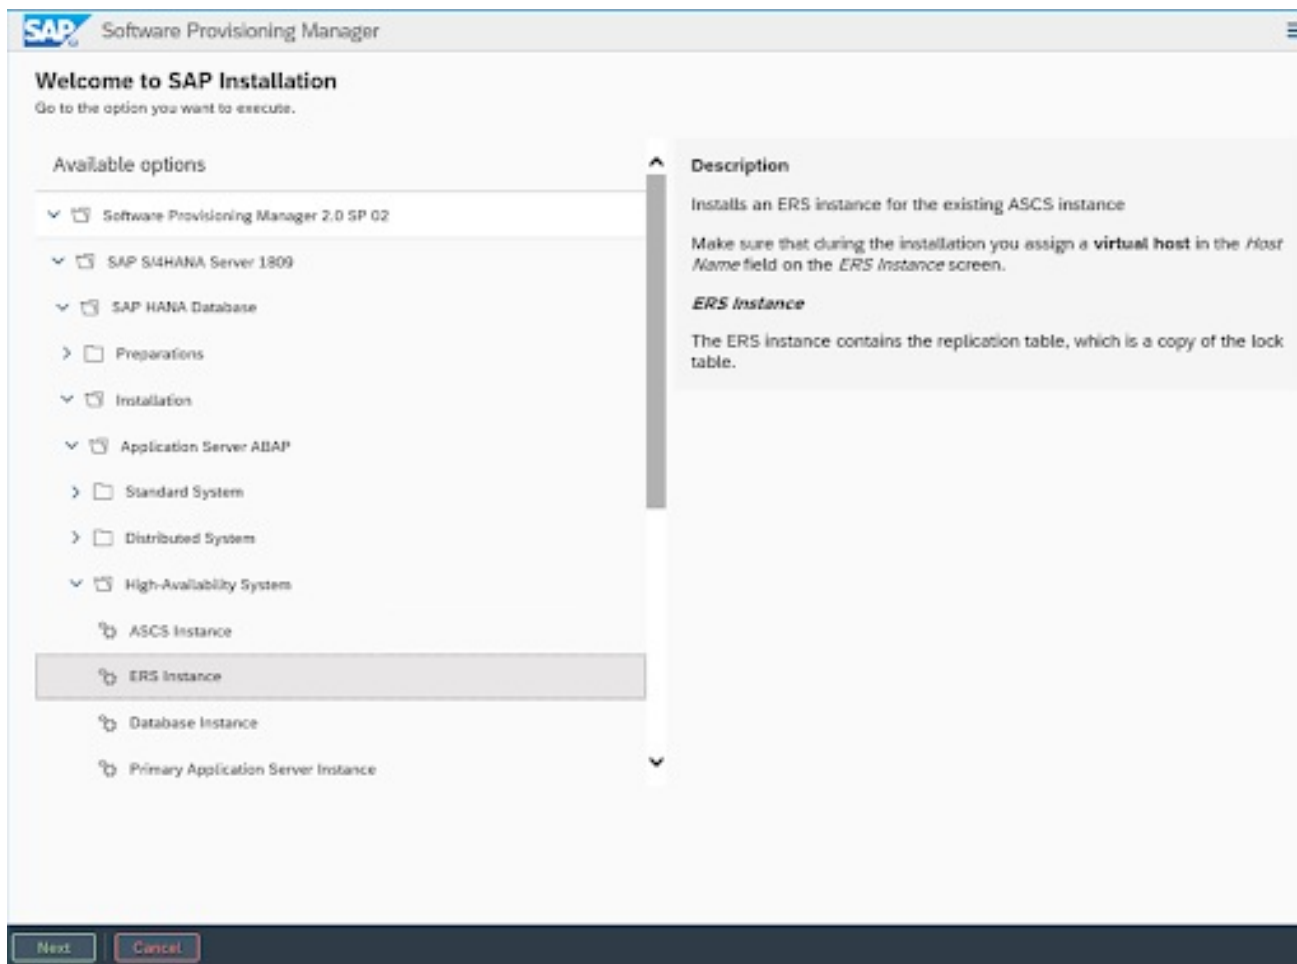 SAP Software Provisioning Manager
Welcome to SAP Installation
Go to the option you want to execute.
Available options
Software Provisioning Manager 2.0 SP 02
SAP S/4HANA Server 1809
SAP HANA Database
Preparations
Installation
Application Server ABAP
Standard System
Distributed System
High-Availability System
ASCS Instance
ERS Instance
Database Instance
Primary Application Server Instance
Description
Installs an ERS instance for the existing ASCS instance
Make sure that during the installation you assign a virtual host in the Host
Name field on the ERS Instance screen.
ERS Instance
The ERS instance contains the replication table, which is a copy of the lock
table.
Next
Cancel